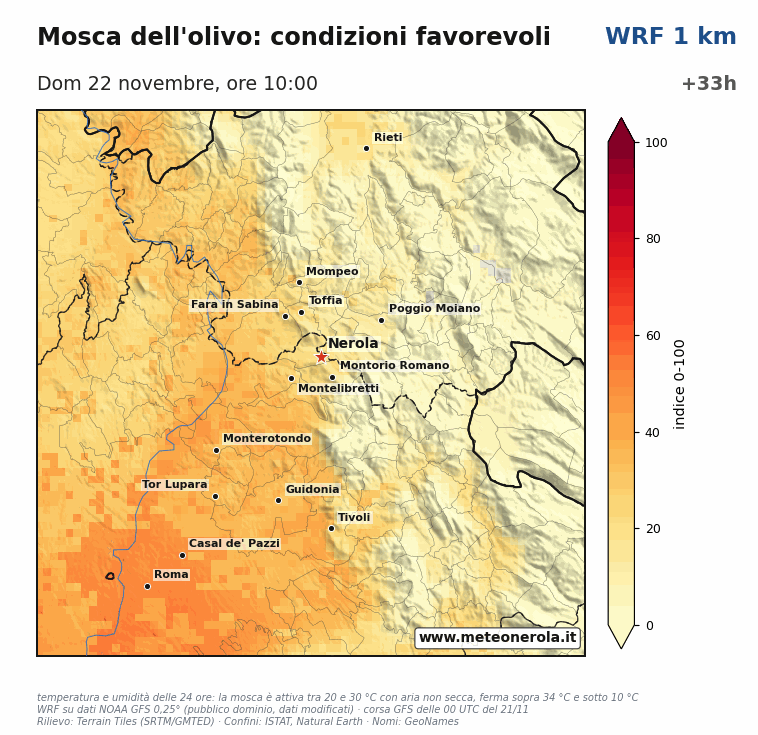 Mosca dell'olivo: condizioni favorevoli
WRF 1 km
Dom 22 novembre, ore 10:00
+33h
Rieti
Mompeo
Fara in Sabina
Toffia
Poggio Moiano
Nerola
Montorio Romano
Montelibretti
Monterotondo
Tor Lupara
Guidonia
Tivoli
Casal de' Pazzi
Roma
www.meteonerola.it
100
80
60
40
20
0
indice 0-100
temperatura e umidità delle 24 ore: la mosca è attiva tra 20 e 30 °C con aria non secca, ferma sopra 34 °C e sotto 10 °C
WRF su dati NOAA GFS 0,25° (pubblico dominio, dati modificati) · corsa GFS delle 00 UTC del 21/11
Rilievo: Terrain Tiles (SRTM/GMTED) · Confini: ISTAT, Natural Earth · Nomi: GeoNames